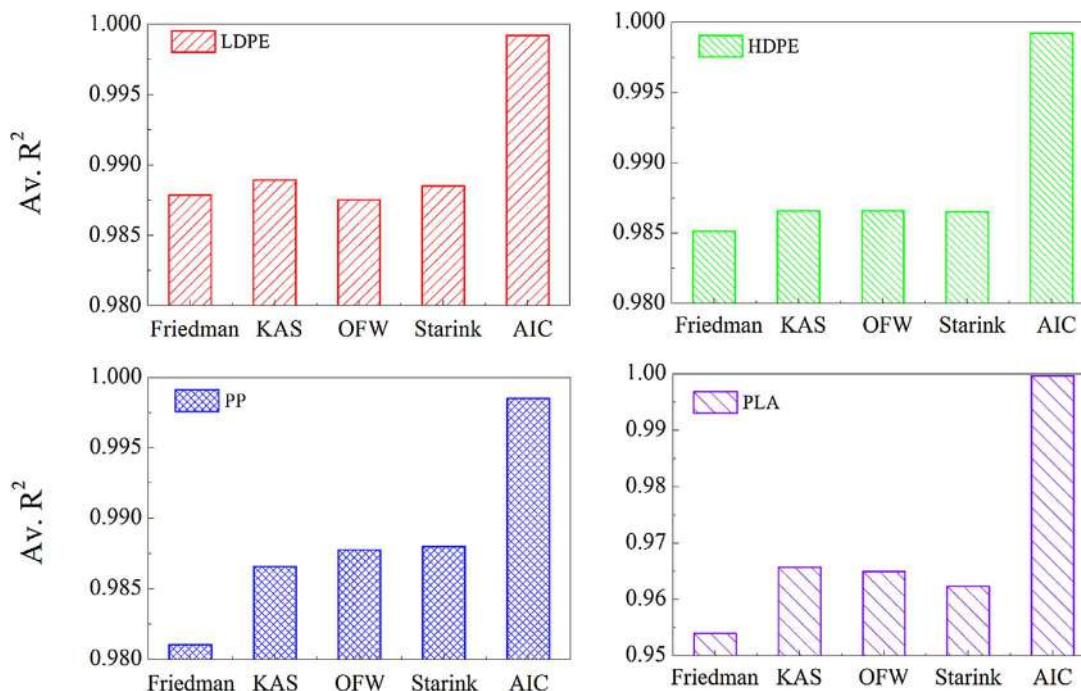 1.000
0.995
0.990
0.985
0.980
Av. R²
LDPE
Friedman KAS OFW Starink AIC
1.000
0.995
0.990
0.985
0.980
HDPE
Friedman KAS OFW Starink AIC
1.000
0.995
0.990
0.985
0.980
Av. R²
PP
Friedman KAS OFW Starink AIC
1.00
0.99
0.98
0.97
0.96
0.95
PLA
Friedman KAS OFW Starink AIC